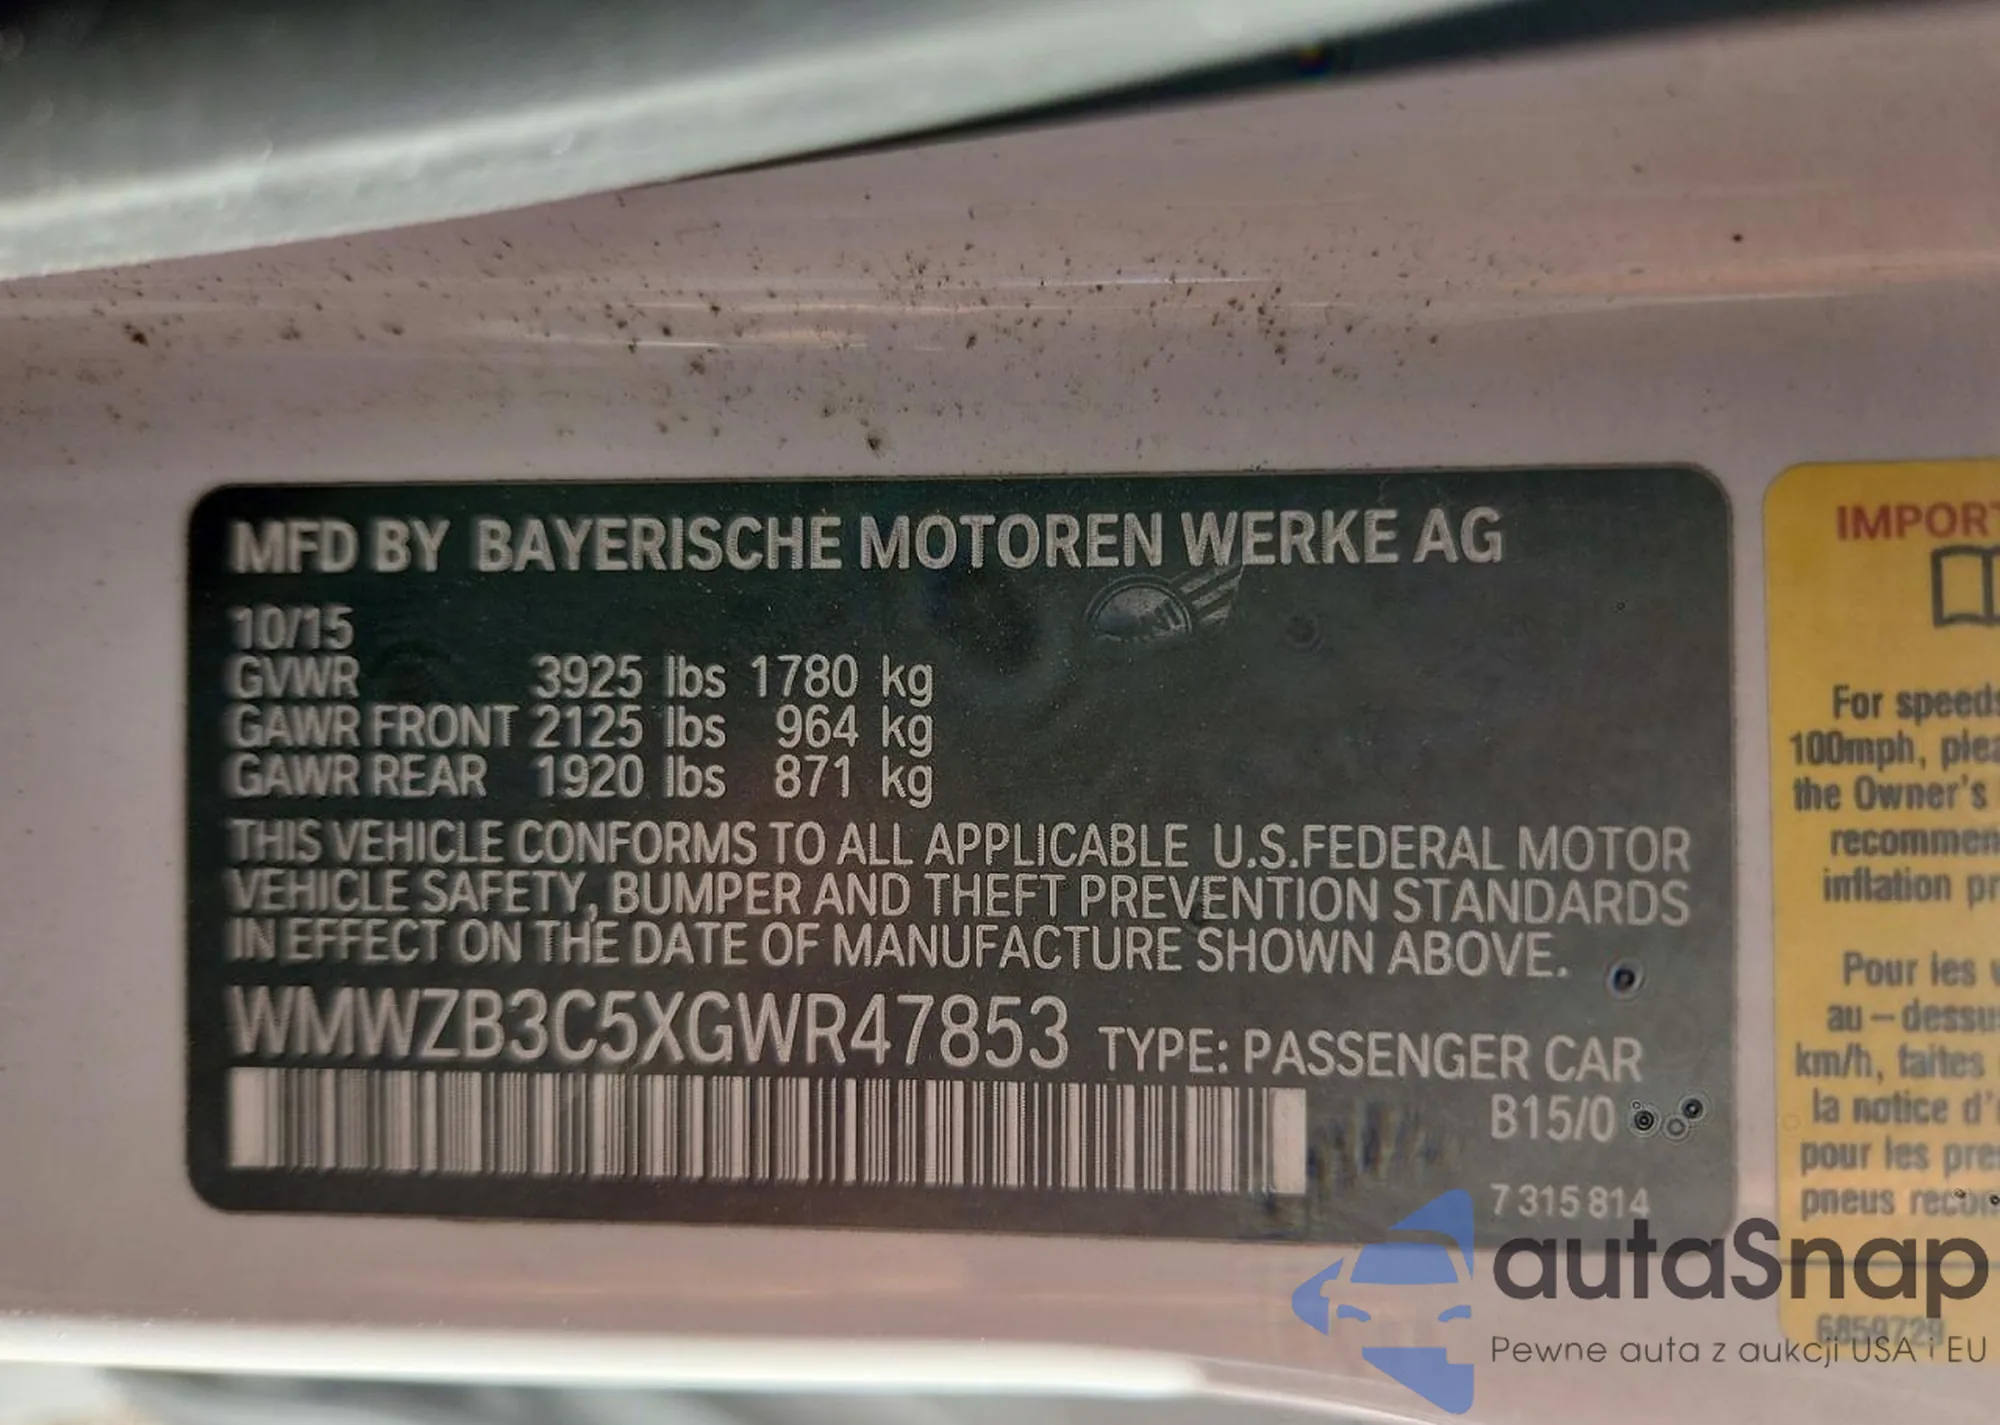 MFD BY BAYERISCHE MOTOREN WERKE AG
10/15
GVWR 3925 lbs 1780 kg
GAWR FRONT 2125 lbs 964 kg
GAWR REAR 1920 lbs 871 kg
THIS VEHICLE CONFORMS TO ALL APPLICABLE U.S.FEDERAL MOTOR
VEHICLE SAFETY, BUMPER AND THEFT PREVENTION STANDARDS
IN EFFECT ON THE DATE OF MANUFACTURE SHOWN ABOVE.
WMWZB3C5XGWR47853 TYPE: PASSENGER CAR
B15/0
7 315 814
IMPORT
For speeds
100mph, plea
the Owner's
recommen
inflation pr
Pour les v
au – dessus
km/h, faites
la notice d'
pour les pre
pneus recom
6859729
autaSnap
Pewne auta z aukcji USA i EU